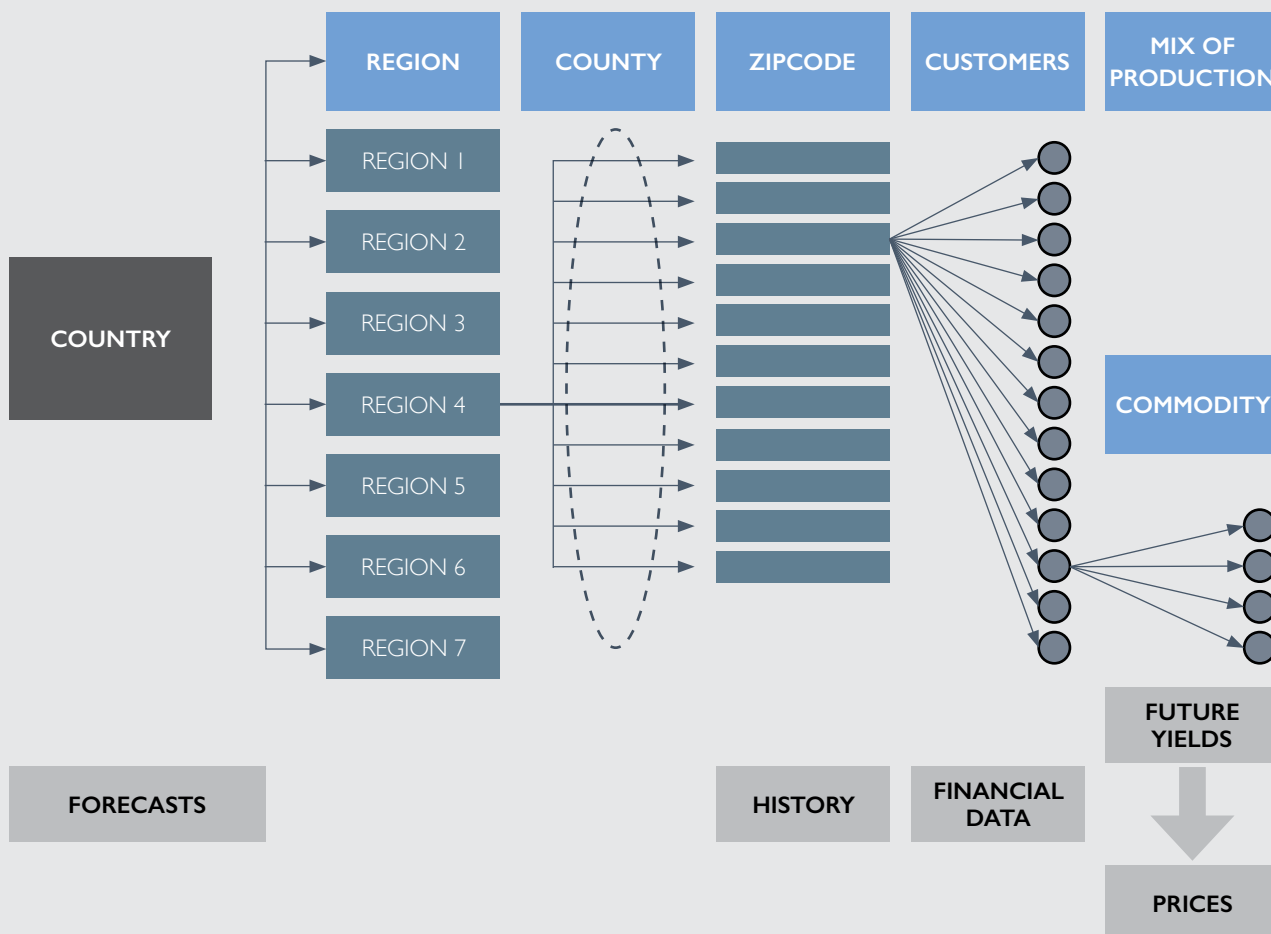 REGION
COUNTY
ZIPCODE
CUSTOMERS
MIX OF
PRODUCTION
REGION 1
REGION 2
REGION 3
REGION 4
REGION 5
REGION 6
REGION 7
COUNTRY
COMMODITY
FUTURE
YIELDS
FORECASTS
HISTORY
FINANCIAL
DATA
PRICES